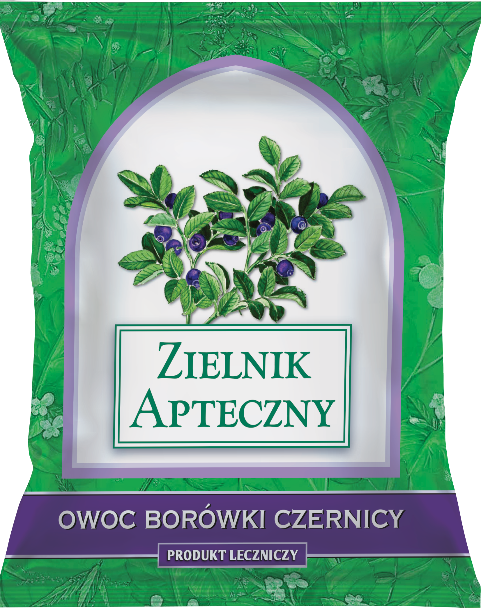 ZIELNIK
APTECZNY
OWOC BORÓWKI CZERNICY
PRODUKT LECZNICZY